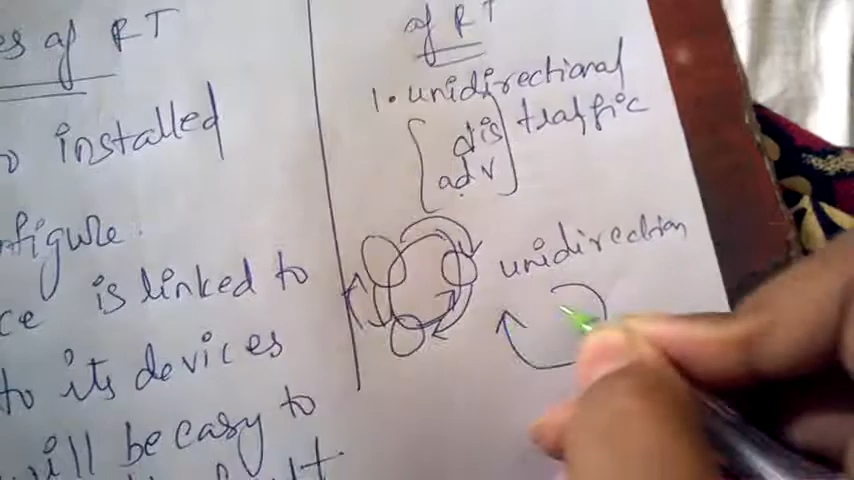 es of RT
installed
figure.
ce is linked to
to its devices
will be easy to
of RT
1. unidirectional
traffic
dis
adv
unidirection